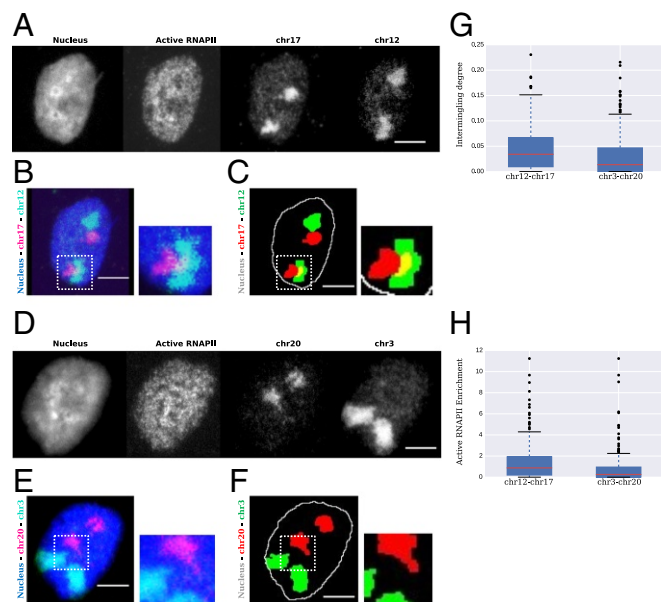 A
Nucleus Active RNAPII chr17 chr12
B
Nucleus - chr17 - chr12
C
Nucleus - chr17 - chr12
D
Nucleus Active RNAPII chr20 chr3
E
Nucleus - chr20 - chr3
F
Nucleus - chr20 - chr3
G
Intermingling degree
0.25
0.20
0.15
0.10
0.05
0.00
chr12-chr17 chr3-chr20
H
Active RNAPII Enrichment
12
10
8
6
4
2
0
chr12-chr17 chr3-chr20